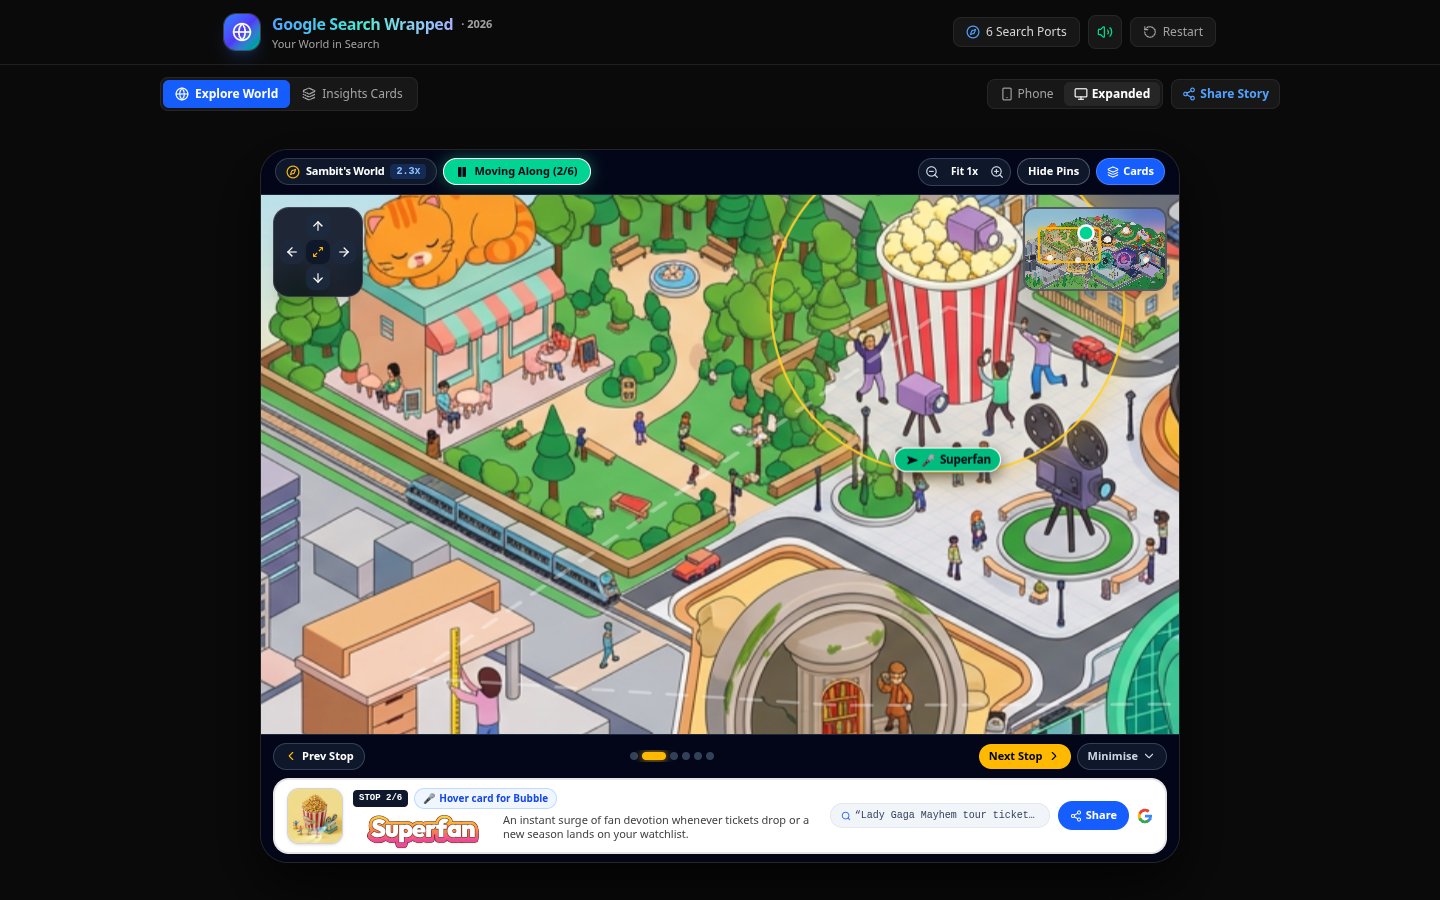 Google Search Wrapped · 2026
Your World in Search
6 Search Ports
Restart
Explore World
Insights Cards
Phone
Expanded
Share Story
Sambit's World 2.3x
Moving Along (2/6)
Fit 1x
Hide Pins
Cards
Superfan
Prev Stop
Next Stop
Minimise
STOP 2/6
Hover card for Bubble
Superfan
An instant surge of fan devotion whenever tickets drop or a
new season lands on your watchlist.
“Lady Gaga Mayhem tour ticket…
Share